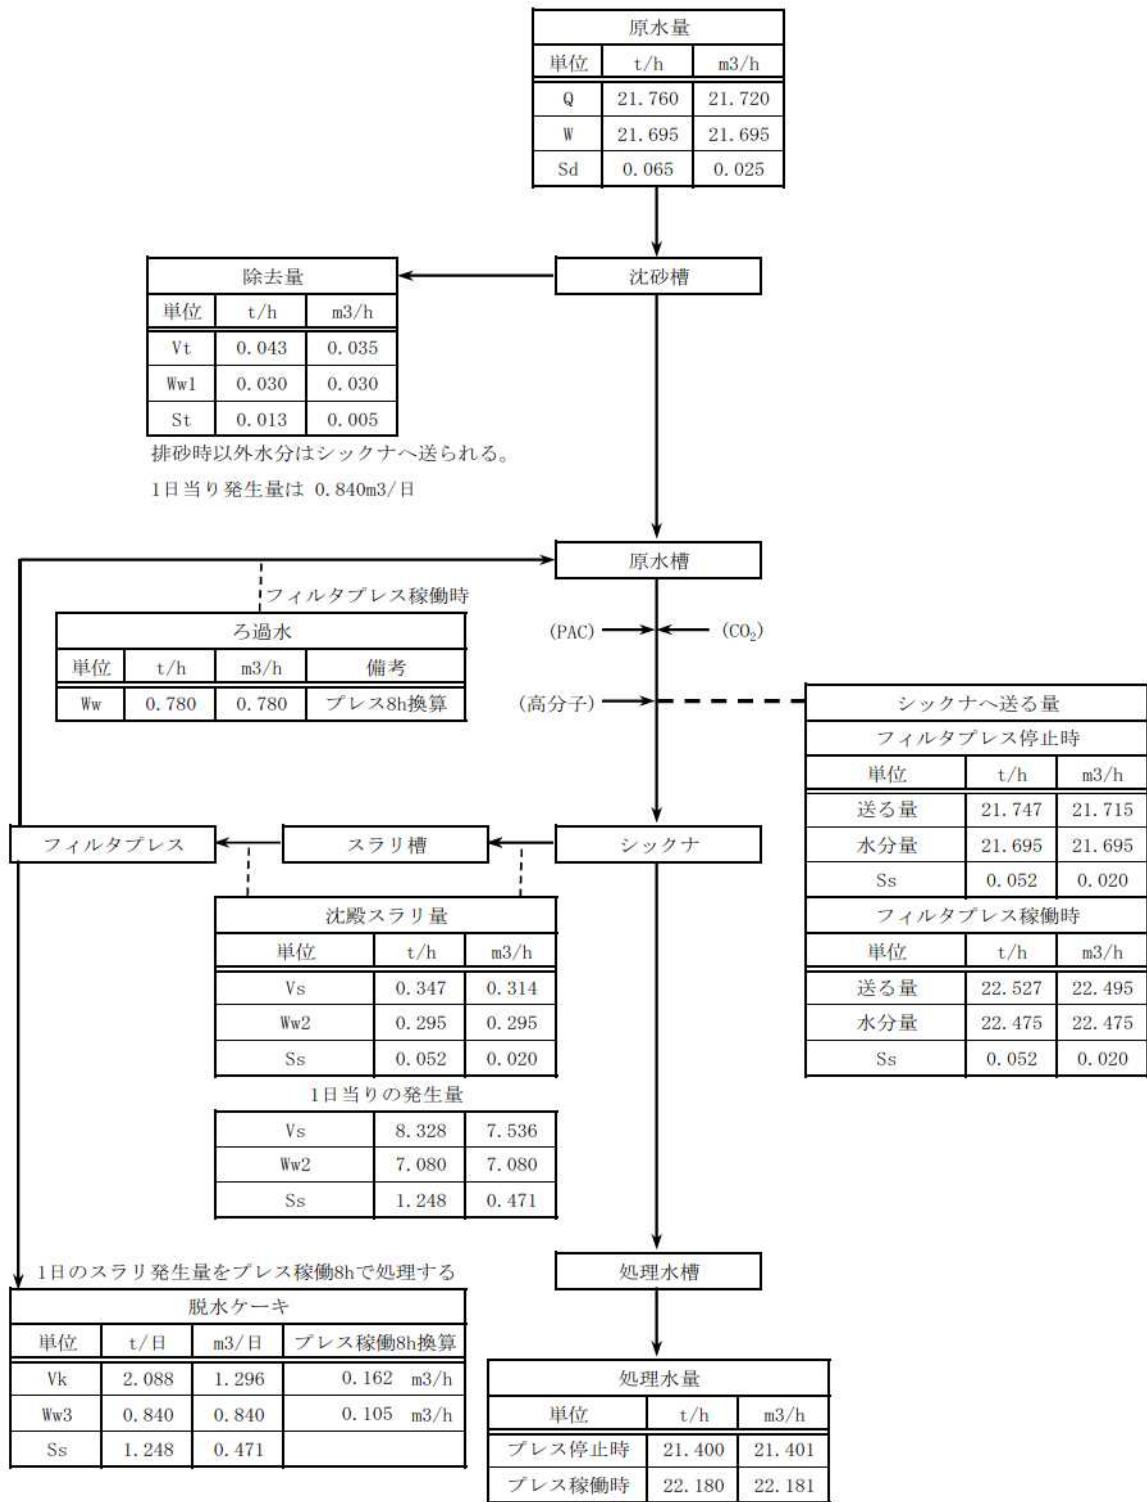 原水量
単位 t/h m3/h
Q 21.760 21.720
W 21.695 21.695
Sd 0.065 0.025
沈砂槽
除去量
単位 t/h m3/h
Vt 0.043 0.035
Ww1 0.030 0.030
St 0.013 0.005
排砂時以外水分はシックナへ送られる。
1日当り発生量は 0.840m3/日
原水槽
フィルタプレス稼働時
ろ過水
単位 t/h m3/h 備考
Ww 0.780 0.780 プレス8h換算
(PAC) (CO₂)
(高分子)
シックナへ送る量
フィルタプレス停止時
単位 t/h m3/h
送る量 21.747 21.715
水分量 21.695 21.695
Ss 0.052 0.020
フィルタプレス稼働時
単位 t/h m3/h
送る量 22.527 22.495
水分量 22.475 22.475
Ss 0.052 0.020
フィルタプレス スラリ槽 シックナ
沈殿スラリ量
単位 t/h m3/h
Vs 0.347 0.314
Ww2 0.295 0.295
Ss 0.052 0.020
1日当りの発生量
Vs 8.328 7.536
Ww2 7.080 7.080
Ss 1.248 0.471
1日のスラリ発生量をプレス稼働8hで処理する
脱水ケーキ
単位 t/日 m3/日 プレス稼働8h換算
Vk 2.088 1.296 0.162 m3/h
Ww3 0.840 0.840 0.105 m3/h
Ss 1.248 0.471
処理水槽
処理水量
単位 t/h m3/h
プレス停止時 21.400 21.401
プレス稼働時 22.180 22.181